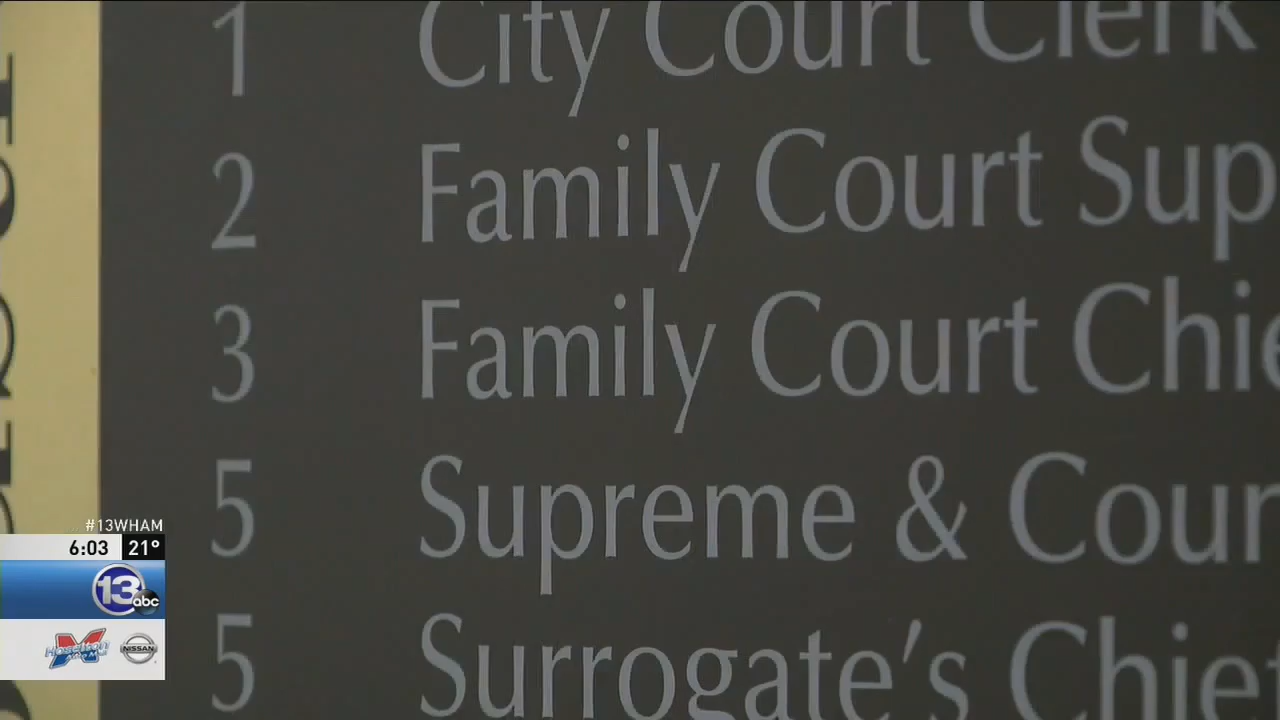 1 City Court Clerk
2 Family Court Sup
3 Family Court Chie
5 Supreme & Cour
5 Surrogate's Chief
#13WHAM
6:03 21°
13 abc
NISSAN